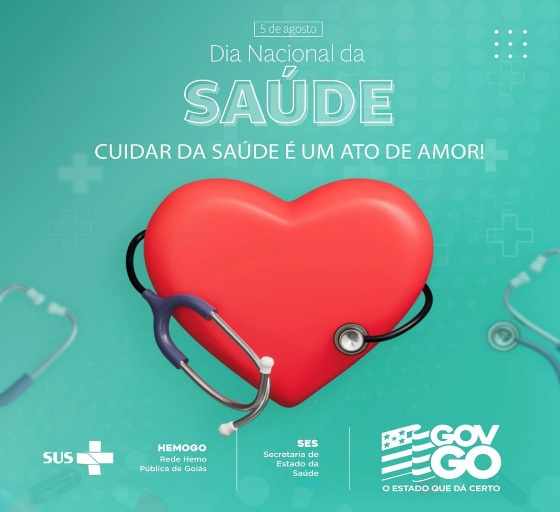 5 de agosto
Dia Nacional da
SAÚDE
CUIDAR DA SAÚDE É UM ATO DE AMOR!
SUS
HEMOGO
Rede Hemo
Pública de Goiás
SES
Secretaria de
Estado da
Saúde
GOV
GO
O ESTADO QUE DÁ CERTO